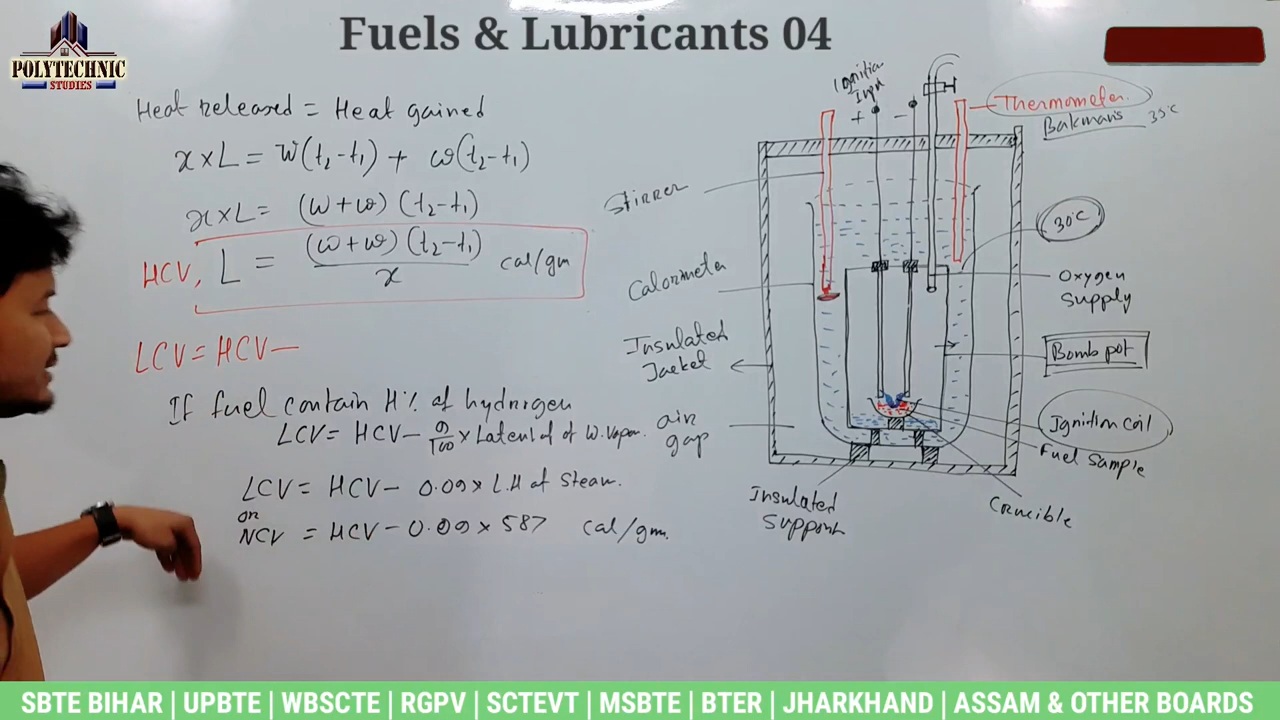 Fuels & Lubricants 04
POLYTECHNIC
STUDIES
Heat released = Heat gained
x × L = W(t₂-t₁) + ω(t₂-t₁)
x × L = (W+ω) (t₂-t₁)
HCV, L = (W+ω) (t₂-t₁) / x cal/gm
LCV = HCV —
If fuel contain H% of hydrogen
LCV = HCV - 9/100 × Latent of W. Vapour.
LCV = HCV - 0.09 × L.H of Steam.
or
NCV = HCV - 0.09 × 587 cal/gm.
Ignition
Input
+ -
Thermometer.
Bakman's 35°c
Stirrer
30°c
Calorimeter
Oxygen
supply
Insulated
Jacket
Bomb pot
air
gap
Ignition coil
Fuel Sample
Insulated
Support
Crucible
SBTE BIHAR | UPBTE | WBSCTE | RGPV | SCTEVT | MSBTE | BTER | JHARKHAND | ASSAM & OTHER BOARDS